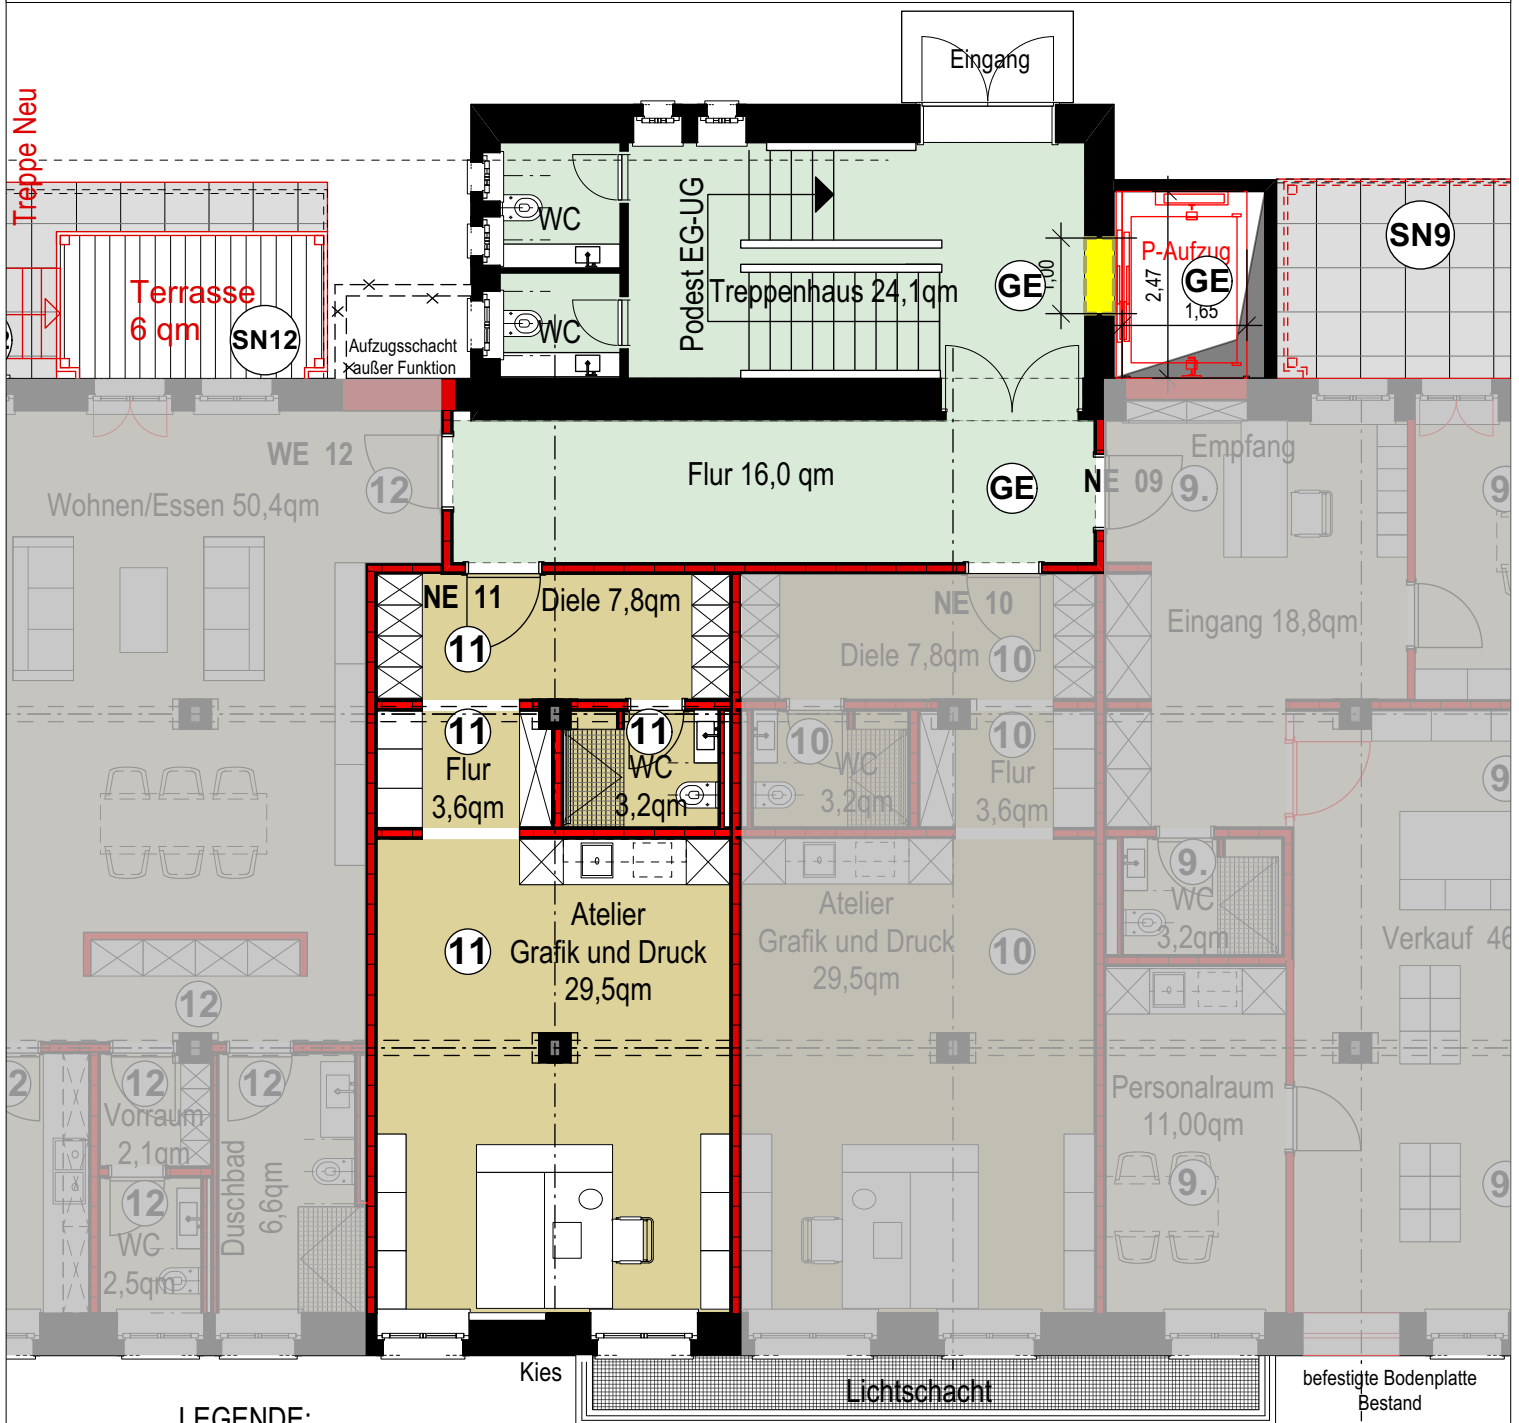 Eingang
Treppe Neu
WC
Podest EG-UG
Treppenhaus 24,1qm
GE
1,00
P-Aufzug
2,47
GE
1,65
SN9
Terrasse
6 qm
SN12
Aufzugsschacht
außer Funktion
WC
WE 12
12
Wohnen/Essen 50,4qm
Flur 16,0 qm
GE
NE 09
9.
Empfang
9
NE 11
Diele 7,8qm
11
NE 10
Diele 7,8qm
10
Eingang 18,8qm
11
Flur
3,6qm
11
WC
3,2qm
10
WC
3,2qm
10
Flur
3,6qm
9
9.
WC
3,2qm
Atelier
Grafik und Druck
29,5qm
11
Atelier
Grafik und Druck
29,5qm
10
Verkauf 46
12
2
12
Vorraum
2,1qm
12
Duschbad
6,6qm
12
WC
2,5qm
Personalraum
11,00qm
9.
9
Kies
Lichtschacht
befestigte Bodenplatte
Bestand
LEGENDE: